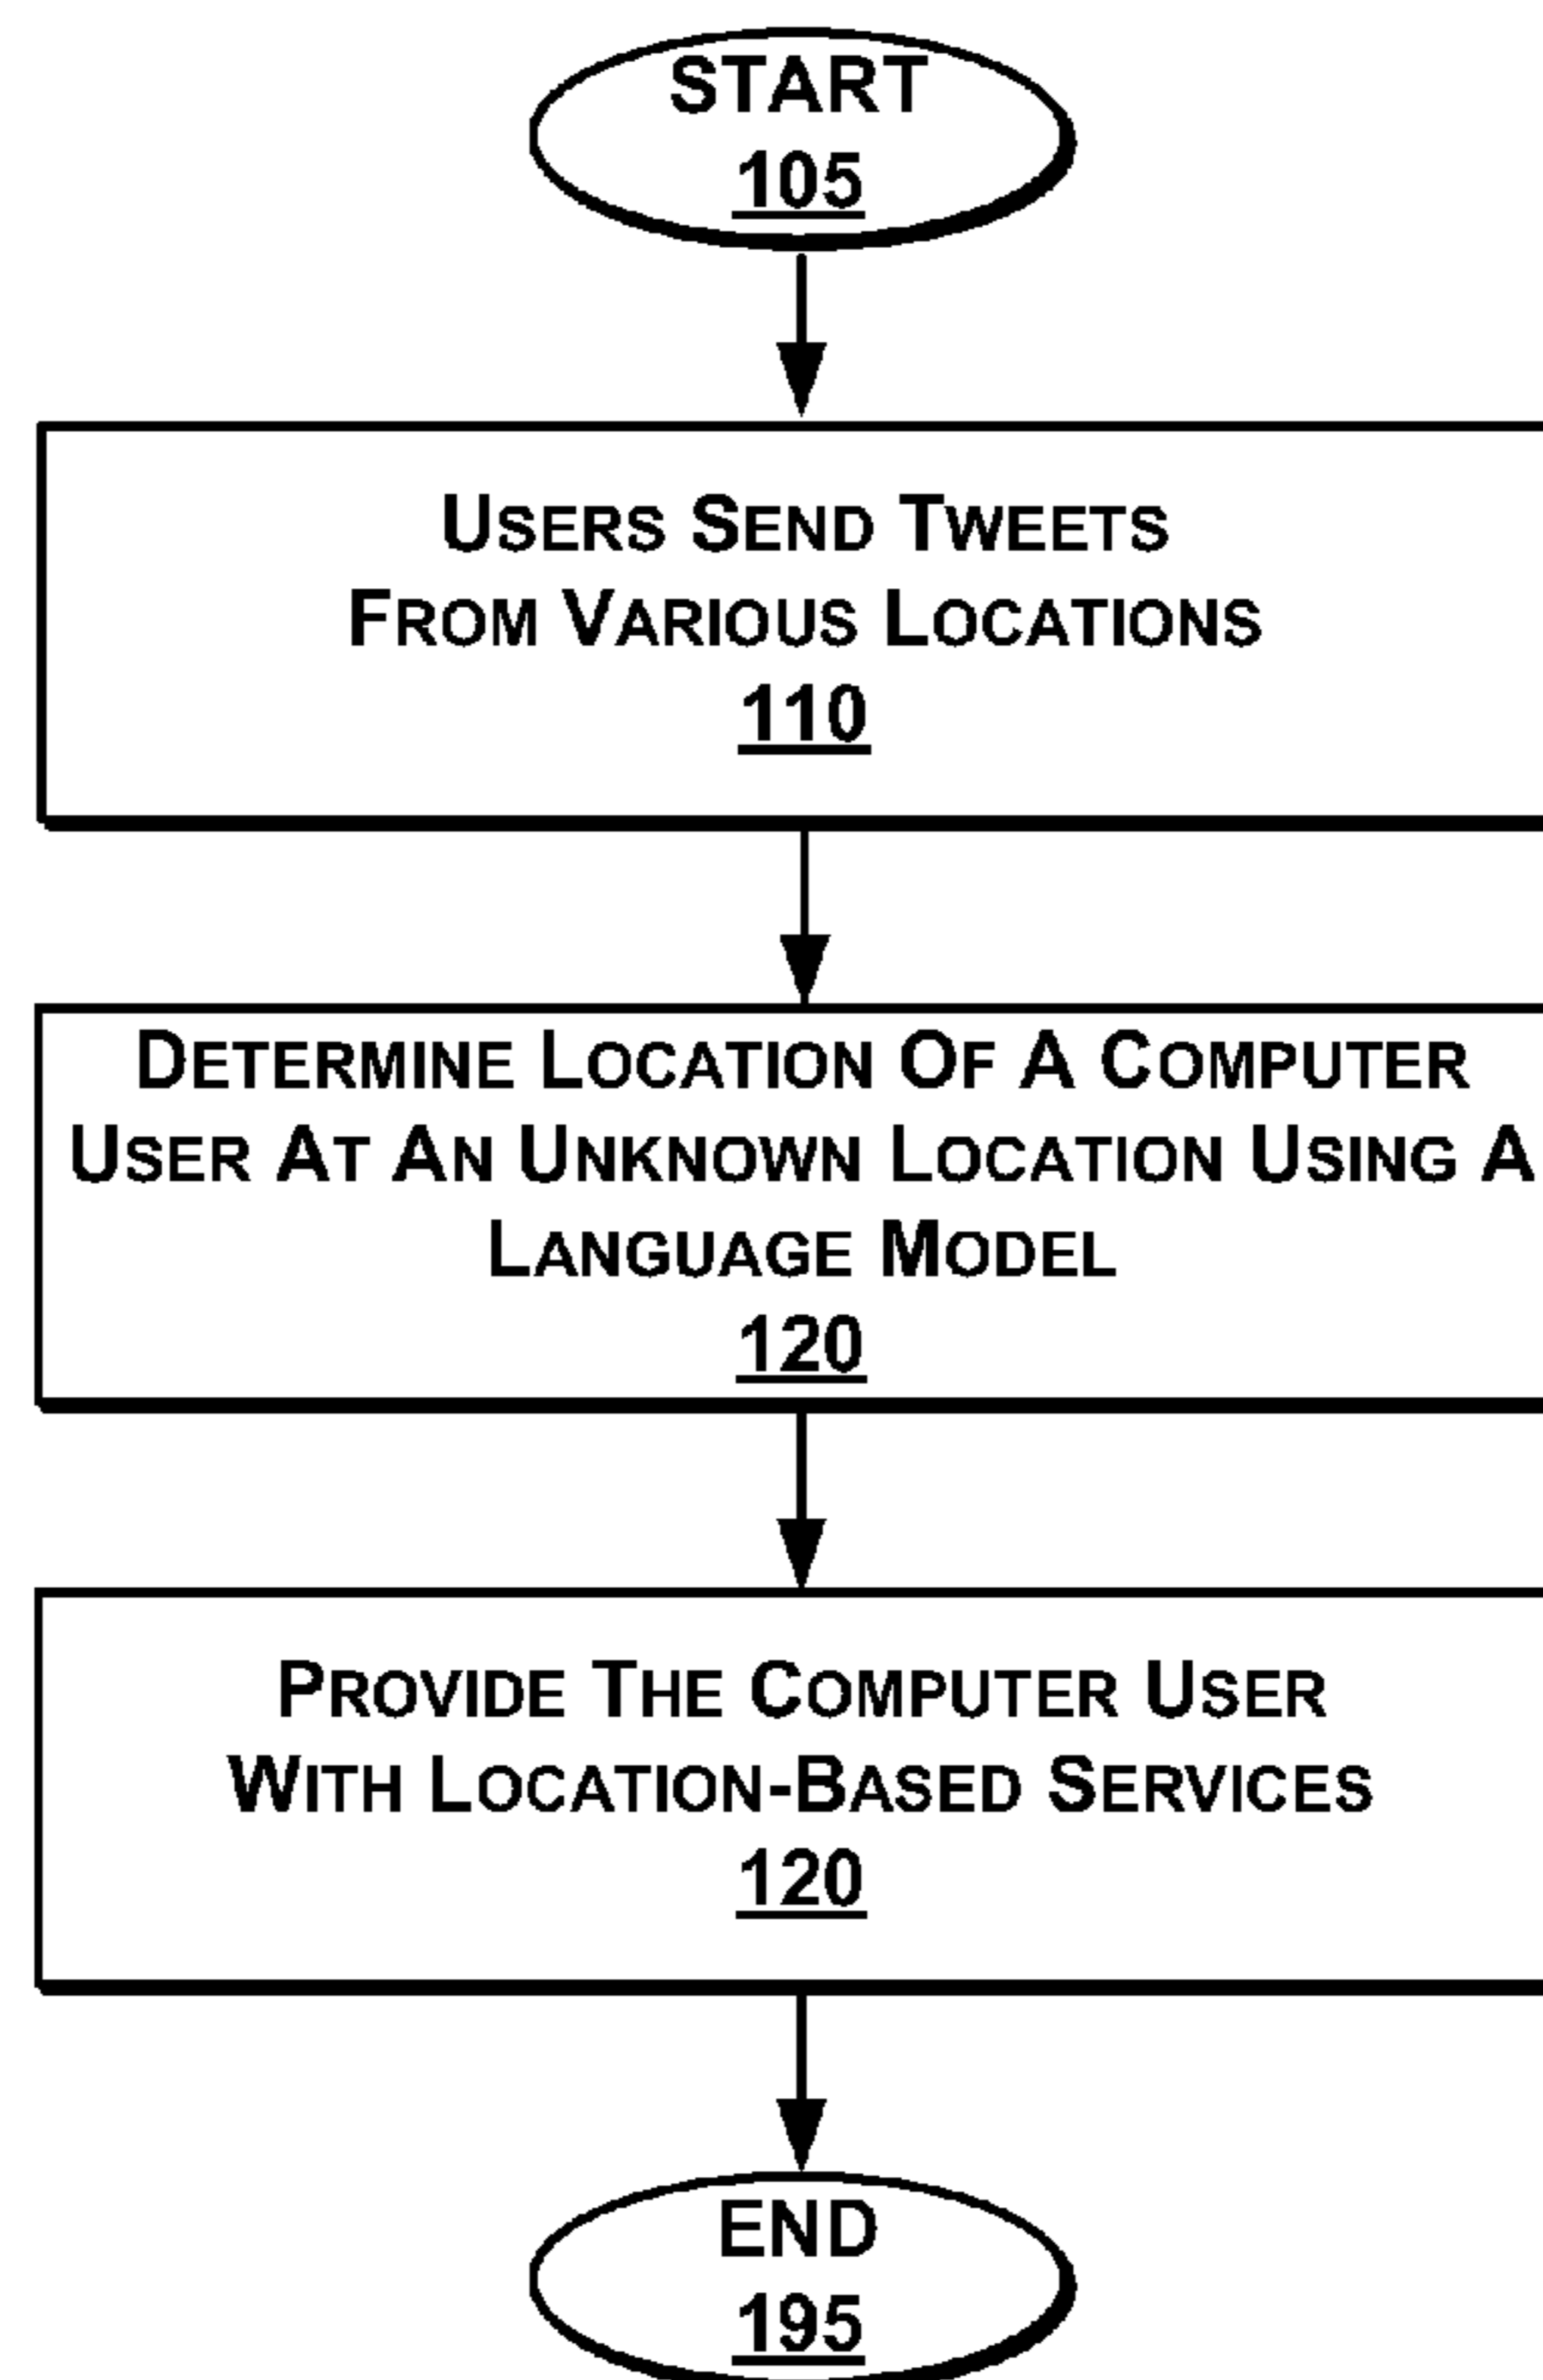 START
105
USERS SEND TWEETS
FROM VARIOUS LOCATIONS
110
DETERMINE LOCATION OF A COMPUTER
USER AT AN UNKNOWN LOCATION USING A
LANGUAGE MODEL
120
PROVIDE THE COMPUTER USER
WITH LOCATION-BASED SERVICES
120
END
195